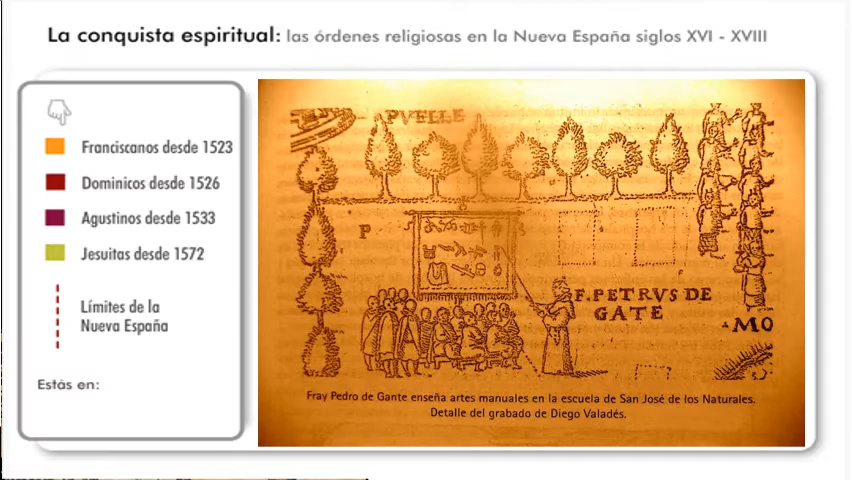 La conquista espiritual: las órdenes religiosas en la Nueva España siglos XVI - XVIII
Franciscanos desde 1523
Dominicos desde 1526
Agustinos desde 1533
Jesuitas desde 1572
Límites de la
Nueva España
Estás en:
PVELLE
P
F.PETRVS DE
GATE
MO
Fray Pedro de Gante enseña artes manuales en la escuela de San José de los Naturales.
Detalle del grabado de Diego Valadés.